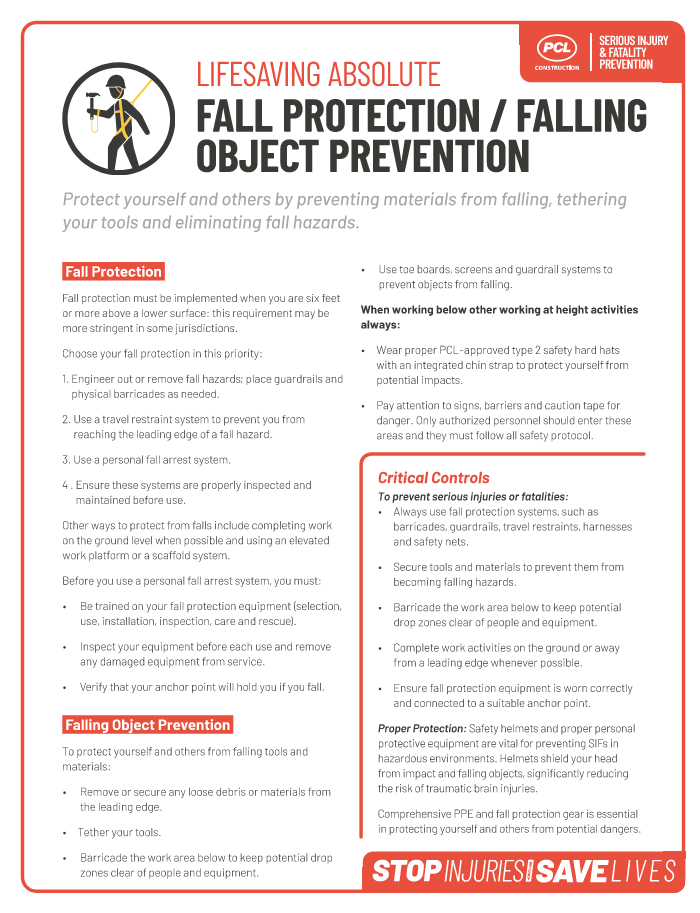 PCL
CONSTRUCTION
SERIOUS INJURY
& FATALITY
PREVENTION
LIFESAVING ABSOLUTE
FALL PROTECTION / FALLING
OBJECT PREVENTION
Protect yourself and others by preventing materials from falling, tethering
your tools and eliminating fall hazards.
Fall Protection
Fall protection must be implemented when you are six feet
or more above a lower surface: this requirement may be
more stringent in some jurisdictions.
Choose your fall protection in this priority:
1. Engineer out or remove fall hazards; place guardrails and
physical barricades as needed.
2. Use a travel restraint system to prevent you from
reaching the leading edge of a fall hazard.
3. Use a personal fall arrest system.
4 . Ensure these systems are properly inspected and
maintained before use.
Other ways to protect from falls include completing work
on the ground level when possible and using an elevated
work platform or a scaffold system.
Before you use a personal fall arrest system, you must:
• Be trained on your fall protection equipment (selection,
use, installation, inspection, care and rescue).
• Inspect your equipment before each use and remove
any damaged equipment from service.
• Verify that your anchor point will hold you if you fall.
Falling Object Prevention
To protect yourself and others from falling tools and
materials:
• Remove or secure any loose debris or materials from
the leading edge.
• Tether your tools.
• Barricade the work area below to keep potential drop
zones clear of people and equipment.
• Use toe boards, screens and guardrail systems to
prevent objects from falling.
When working below other working at height activities
always:
• Wear proper PCL-approved type 2 safety hard hats
with an integrated chin strap to protect yourself from
potential impacts.
• Pay attention to signs, barriers and caution tape for
danger. Only authorized personnel should enter these
areas and they must follow all safety protocol.
Critical Controls
To prevent serious injuries or fatalities:
• Always use fall protection systems, such as
barricades, guardrails, travel restraints, harnesses
and safety nets.
• Secure tools and materials to prevent them from
becoming falling hazards.
• Barricade the work area below to keep potential
drop zones clear of people and equipment.
• Complete work activities on the ground or away
from a leading edge whenever possible.
• Ensure fall protection equipment is worn correctly
and connected to a suitable anchor point.
Proper Protection: Safety helmets and proper personal
protective equipment are vital for preventing SIFs in
hazardous environments. Helmets shield your head
from impact and falling objects, significantly reducing
the risk of traumatic brain injuries.
Comprehensive PPE and fall protection gear is essential
in protecting yourself and others from potential dangers.
STOP INJURIES SAVE LIVES